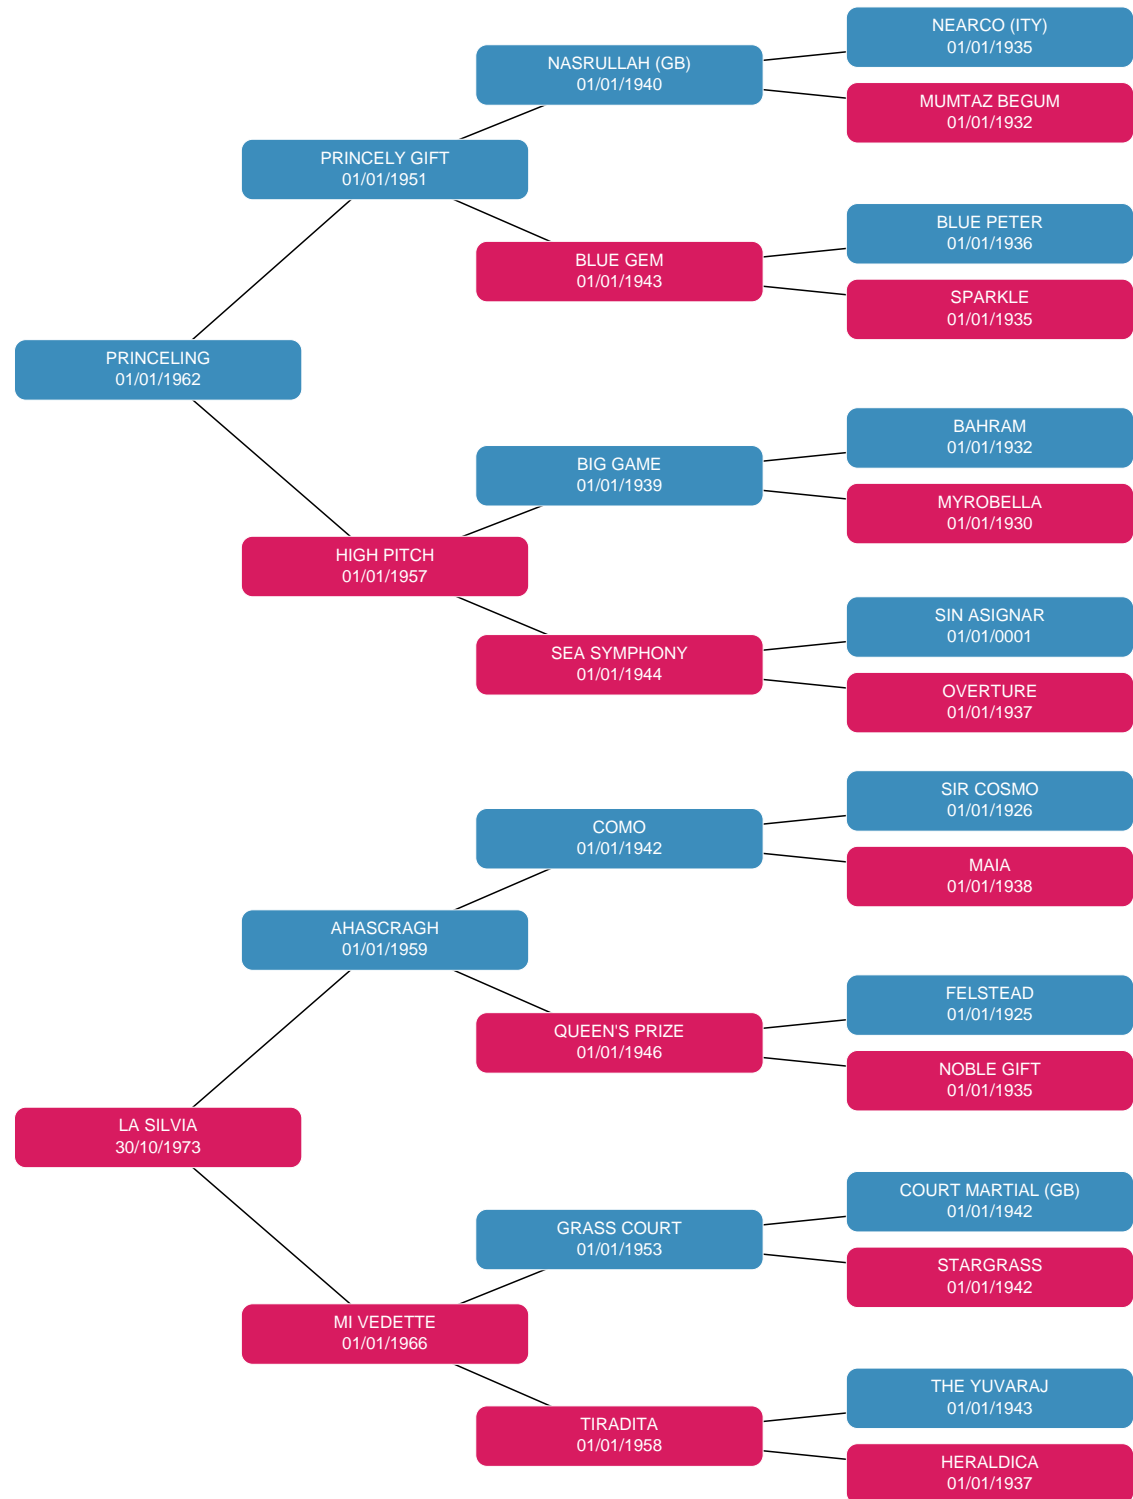 NEARCO (ITY)
01/01/1935
NASRULLAH (GB)
01/01/1940
MUMTAZ BEGUM
01/01/1932
PRINCELY GIFT
01/01/1951
BLUE PETER
01/01/1936
BLUE GEM
01/01/1943
SPARKLE
01/01/1935
PRINCELING
01/01/1962
BAHRAM
01/01/1932
BIG GAME
01/01/1939
MYROBELLA
01/01/1930
HIGH PITCH
01/01/1957
SIN ASIGNAR
01/01/0001
SEA SYMPHONY
01/01/1944
OVERTURE
01/01/1937
SIR COSMO
01/01/1926
COMO
01/01/1942
MAIA
01/01/1938
AHASCRAGH
01/01/1959
FELSTEAD
01/01/1925
QUEEN'S PRIZE
01/01/1946
NOBLE GIFT
01/01/1935
LA SILVIA
30/10/1973
COURT MARTIAL (GB)
01/01/1942
GRASS COURT
01/01/1953
STARGRASS
01/01/1942
MI VEDETTE
01/01/1966
THE YUVARAJ
01/01/1943
TIRADITA
01/01/1958
HERALDICA
01/01/1937